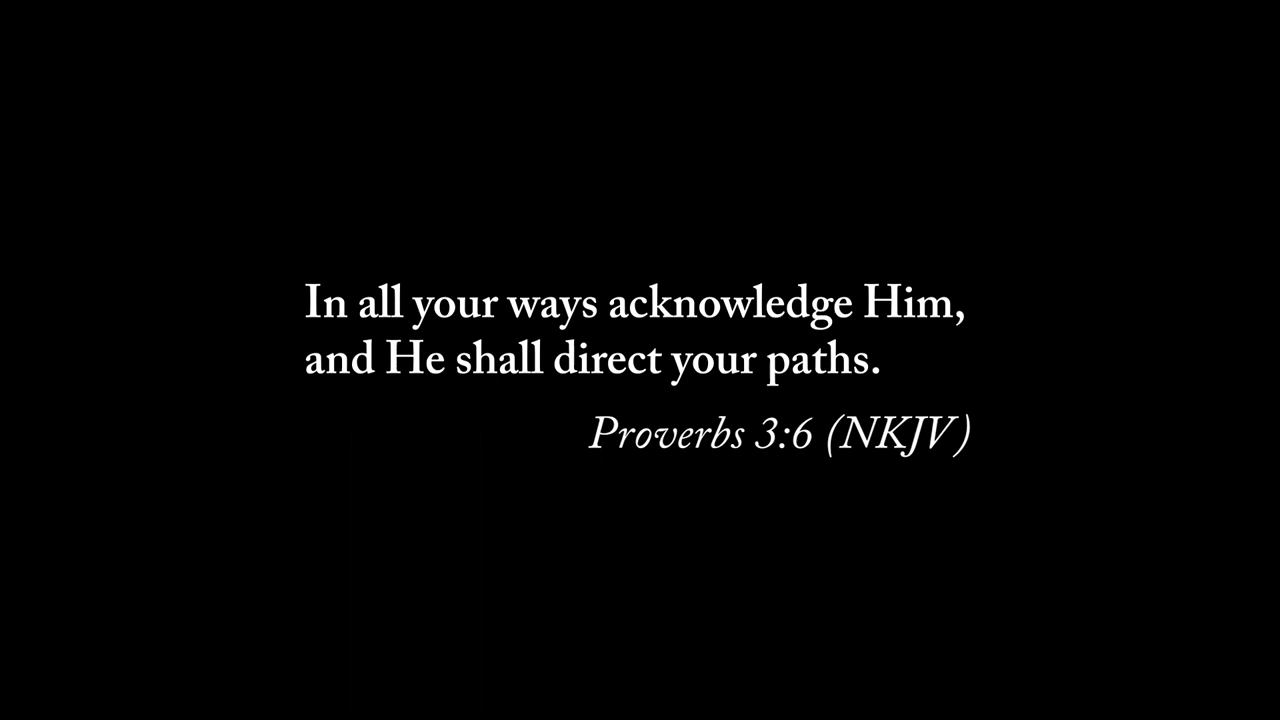 In all your ways acknowledge Him,
and He shall direct your paths.
Proverbs 3:6 (NKJV)